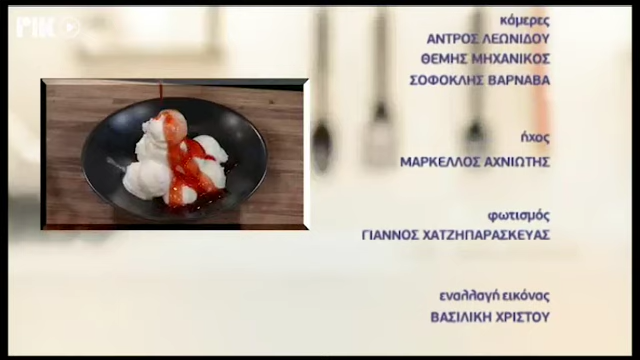 ΡΙΚ
κάμερες
ΑΝΤΡΟΣ ΛΕΩΝΙΔΟΥ
ΘΕΜΗΣ ΜΗΧΑΝΙΚΟΣ
ΣΟΦΟΚΛΗΣ ΒΑΡΝΑΒΑ
ήχος
ΜΑΡΚΕΛΛΟΣ ΑΧΝΙΩΤΗΣ
φωτισμός
ΓΙΑΝΝΟΣ ΧΑΤΖΗΠΑΡΑΣΚΕΥΑΣ
εναλλαγή εικόνας
ΒΑΣΙΛΙΚΗ ΧΡΙΣΤΟΥ